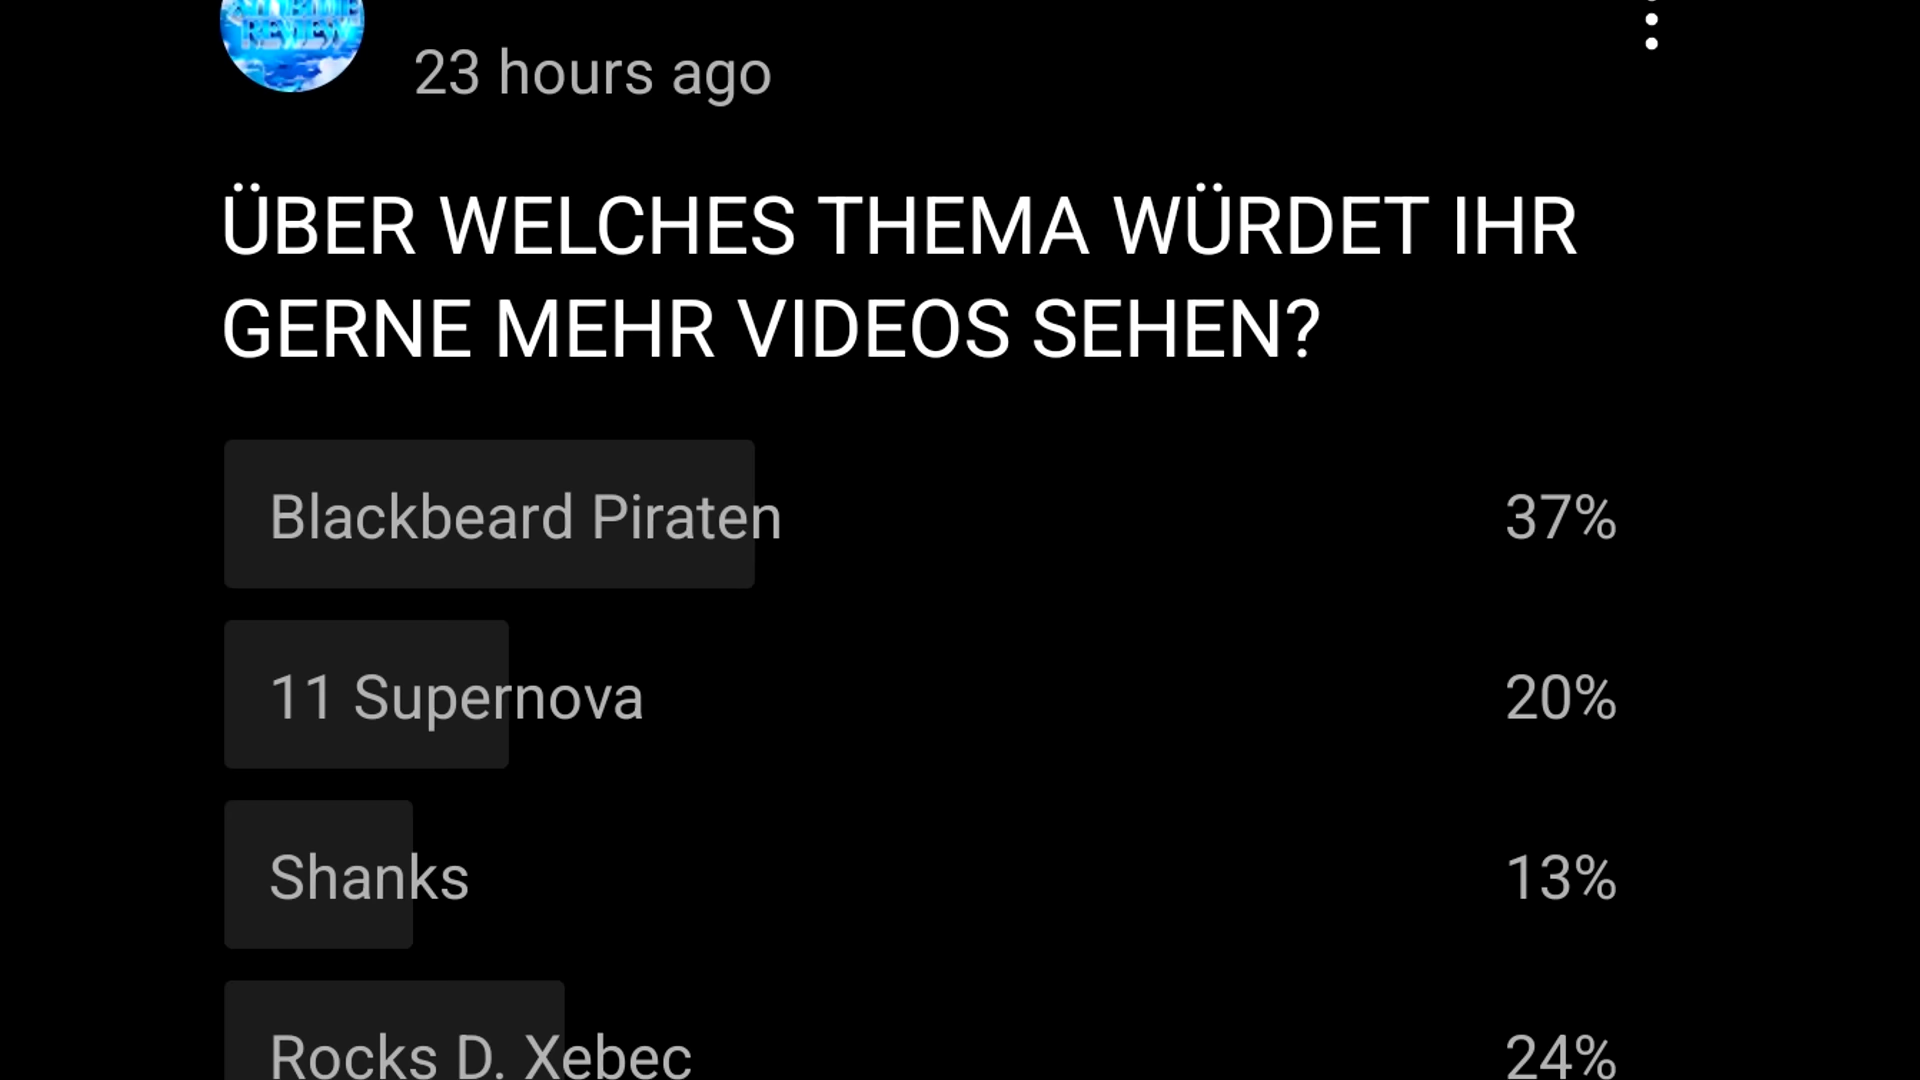 REVIEW
23 hours ago
ÜBER WELCHES THEMA WÜRDET IHR
GERNE MEHR VIDEOS SEHEN?
Blackbeard Piraten 37%
11 Supernova 20%
Shanks 13%
Rocks D. Xebec 24%